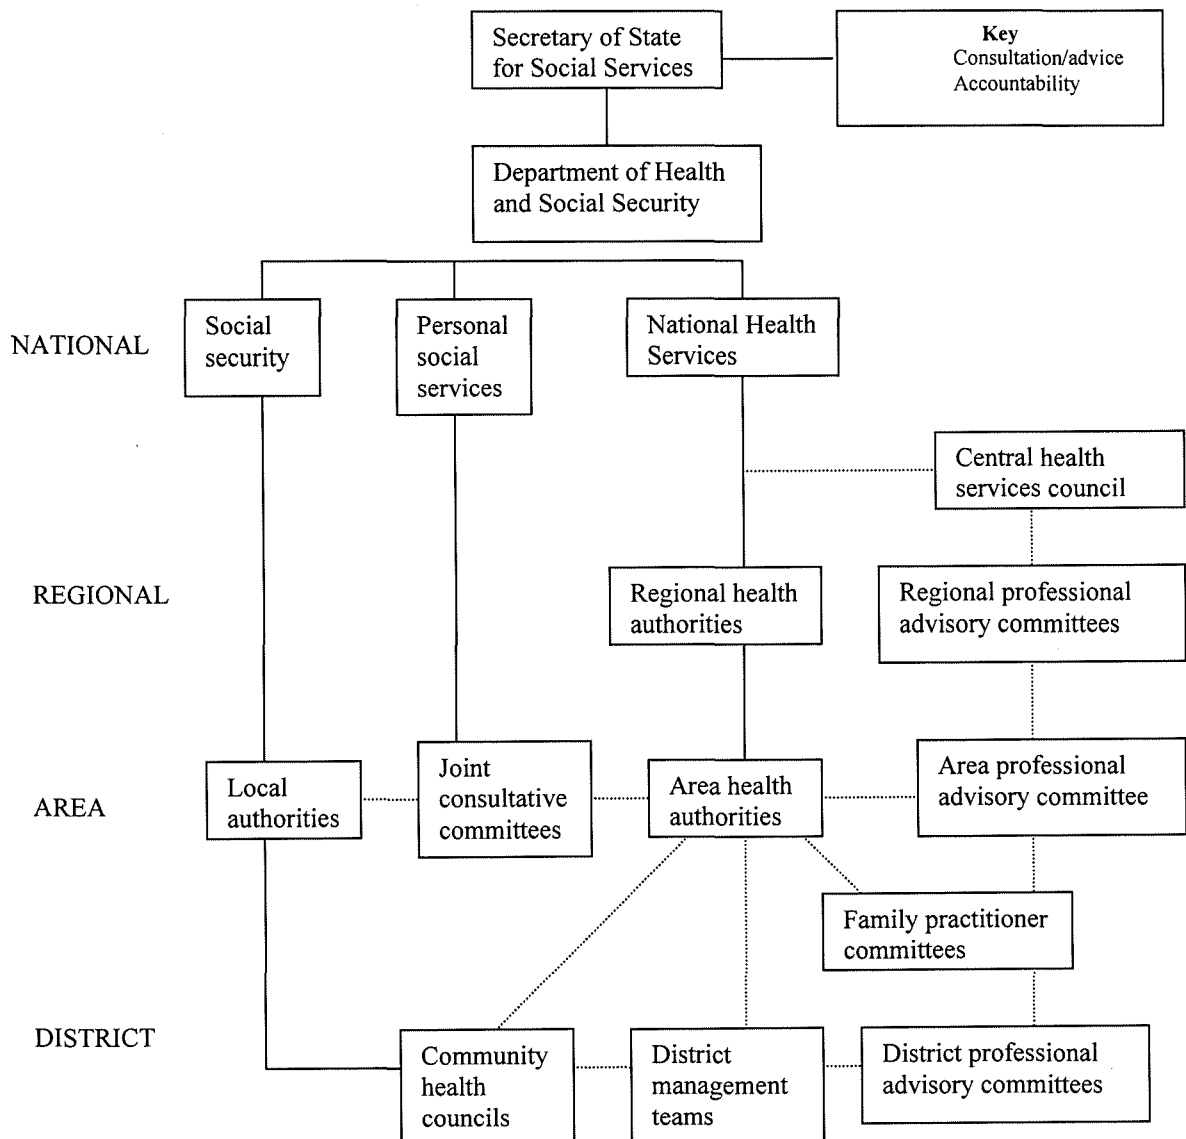 Secretary of State
for Social Services
Key
Consultation/advice
Accountability
Department of Health
and Social Security
NATIONAL
Social
security
Personal
social
services
National Health
Services
Central health
services council
REGIONAL
Regional health
authorities
Regional professional
advisory committees
AREA
Local
authorities
Joint
consultative
committees
Area health
authorities
Area professional
advisory committee
Family practitioner
committees
DISTRICT
Community
health
councils
District
management
teams
District professional
advisory committees